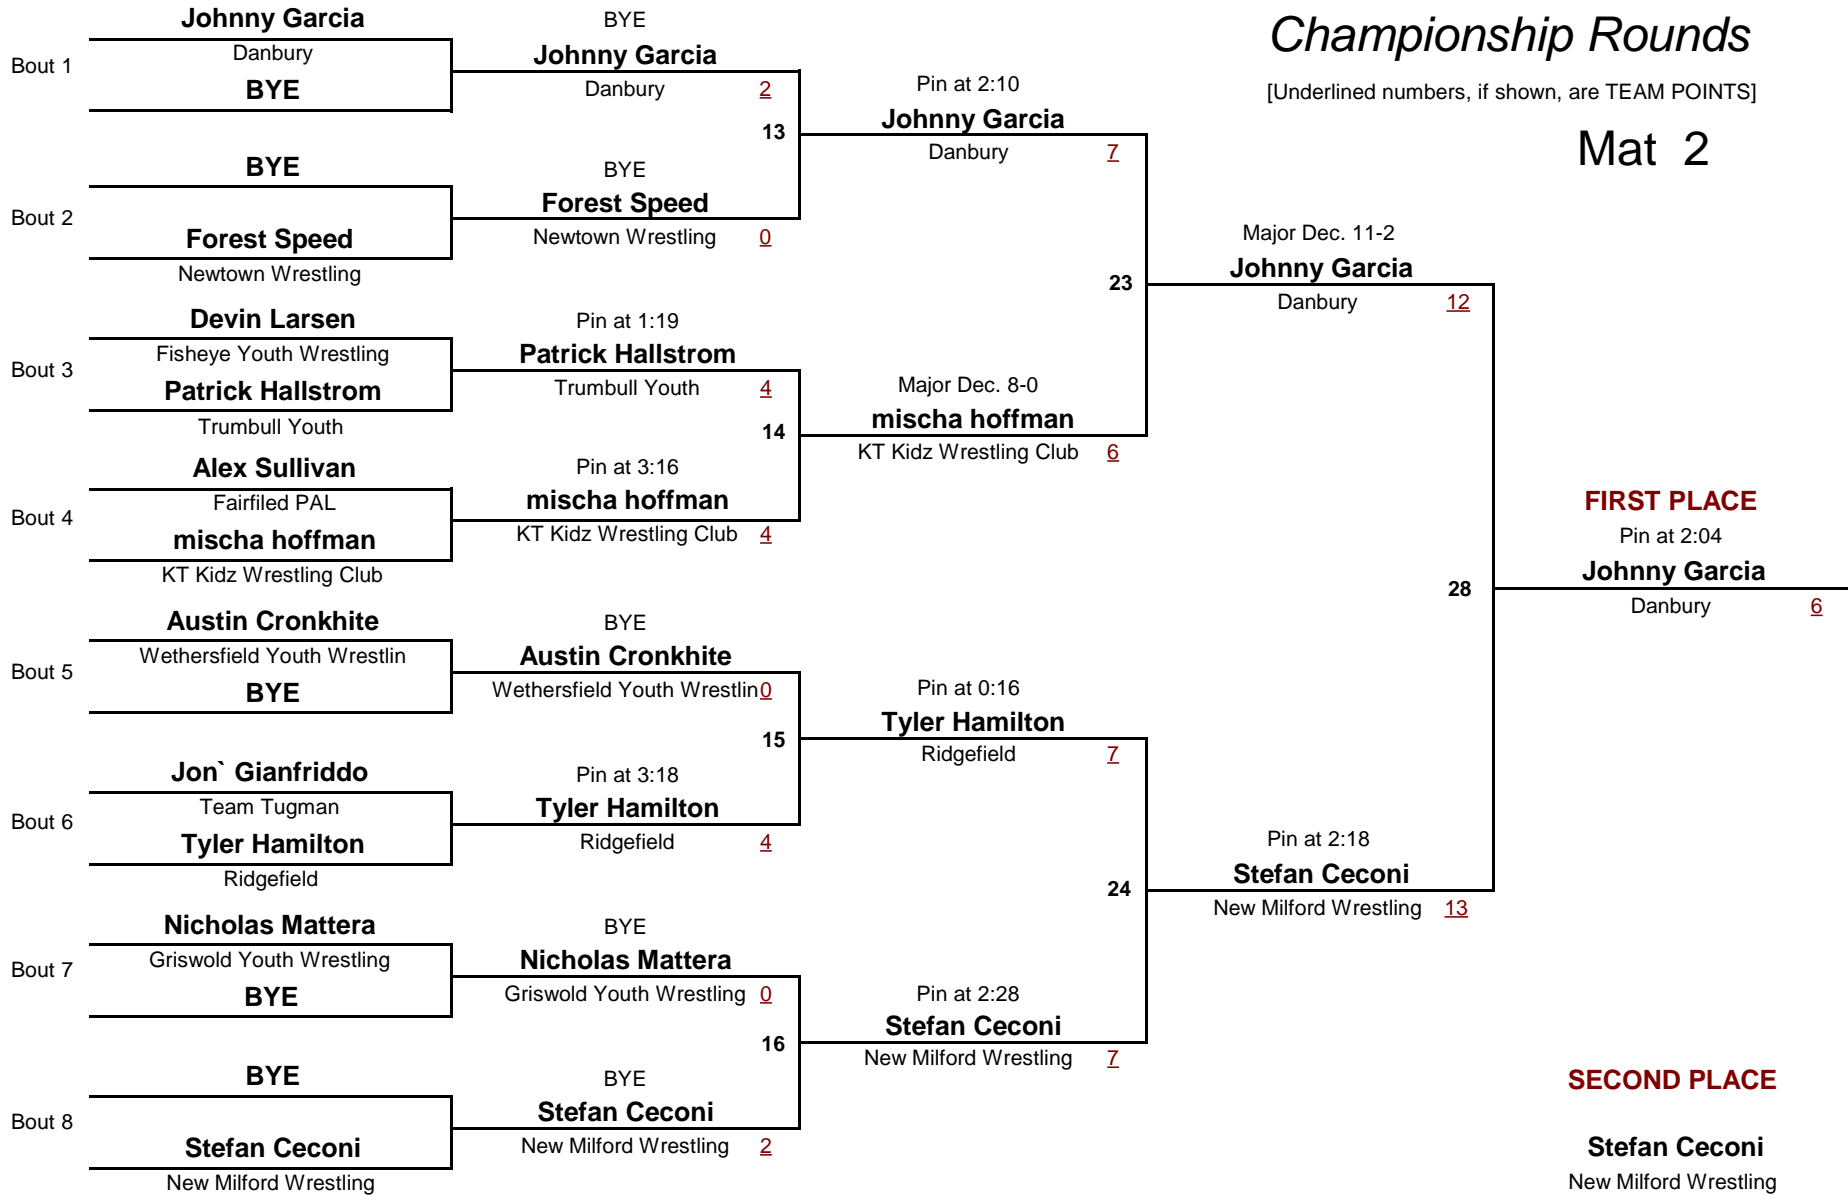 Championship Rounds
[Underlined numbers, if shown, are TEAM POINTS]
Mat 2
Bout 1
Johnny Garcia
Danbury
BYE
Bout 2
BYE
Forest Speed
Newtown Wrestling
Bout 3
Devin Larsen
Fisheye Youth Wrestling
Patrick Hallstrom
Trumbull Youth
Bout 4
Alex Sullivan
Fairfiled PAL
mischa hoffman
KT Kidz Wrestling Club
Bout 5
Austin Cronkhite
Wethersfield Youth Wrestlin
BYE
Bout 6
Jon` Gianfriddo
Team Tugman
Tyler Hamilton
Ridgefield
Bout 7
Nicholas Mattera
Griswold Youth Wrestling
BYE
Bout 8
BYE
Stefan Ceconi
New Milford Wrestling
BYE
Johnny Garcia
Danbury 2
13
BYE
Forest Speed
Newtown Wrestling 0
Pin at 1:19
Patrick Hallstrom
Trumbull Youth 4
14
Pin at 3:16
mischa hoffman
KT Kidz Wrestling Club 4
BYE
Austin Cronkhite
Wethersfield Youth Wrestlin 0
15
Pin at 3:18
Tyler Hamilton
Ridgefield 4
BYE
Nicholas Mattera
Griswold Youth Wrestling 0
16
BYE
Stefan Ceconi
New Milford Wrestling 2
Pin at 2:10
Johnny Garcia
Danbury 7
23
Major Dec. 8-0
mischa hoffman
KT Kidz Wrestling Club 6
Pin at 0:16
Tyler Hamilton
Ridgefield 7
24
Pin at 2:28
Stefan Ceconi
New Milford Wrestling 7
Major Dec. 11-2
Johnny Garcia
Danbury 12
28
Pin at 2:18
Stefan Ceconi
New Milford Wrestling 13
FIRST PLACE
Pin at 2:04
Johnny Garcia
Danbury 6
SECOND PLACE
Stefan Ceconi
New Milford Wrestling